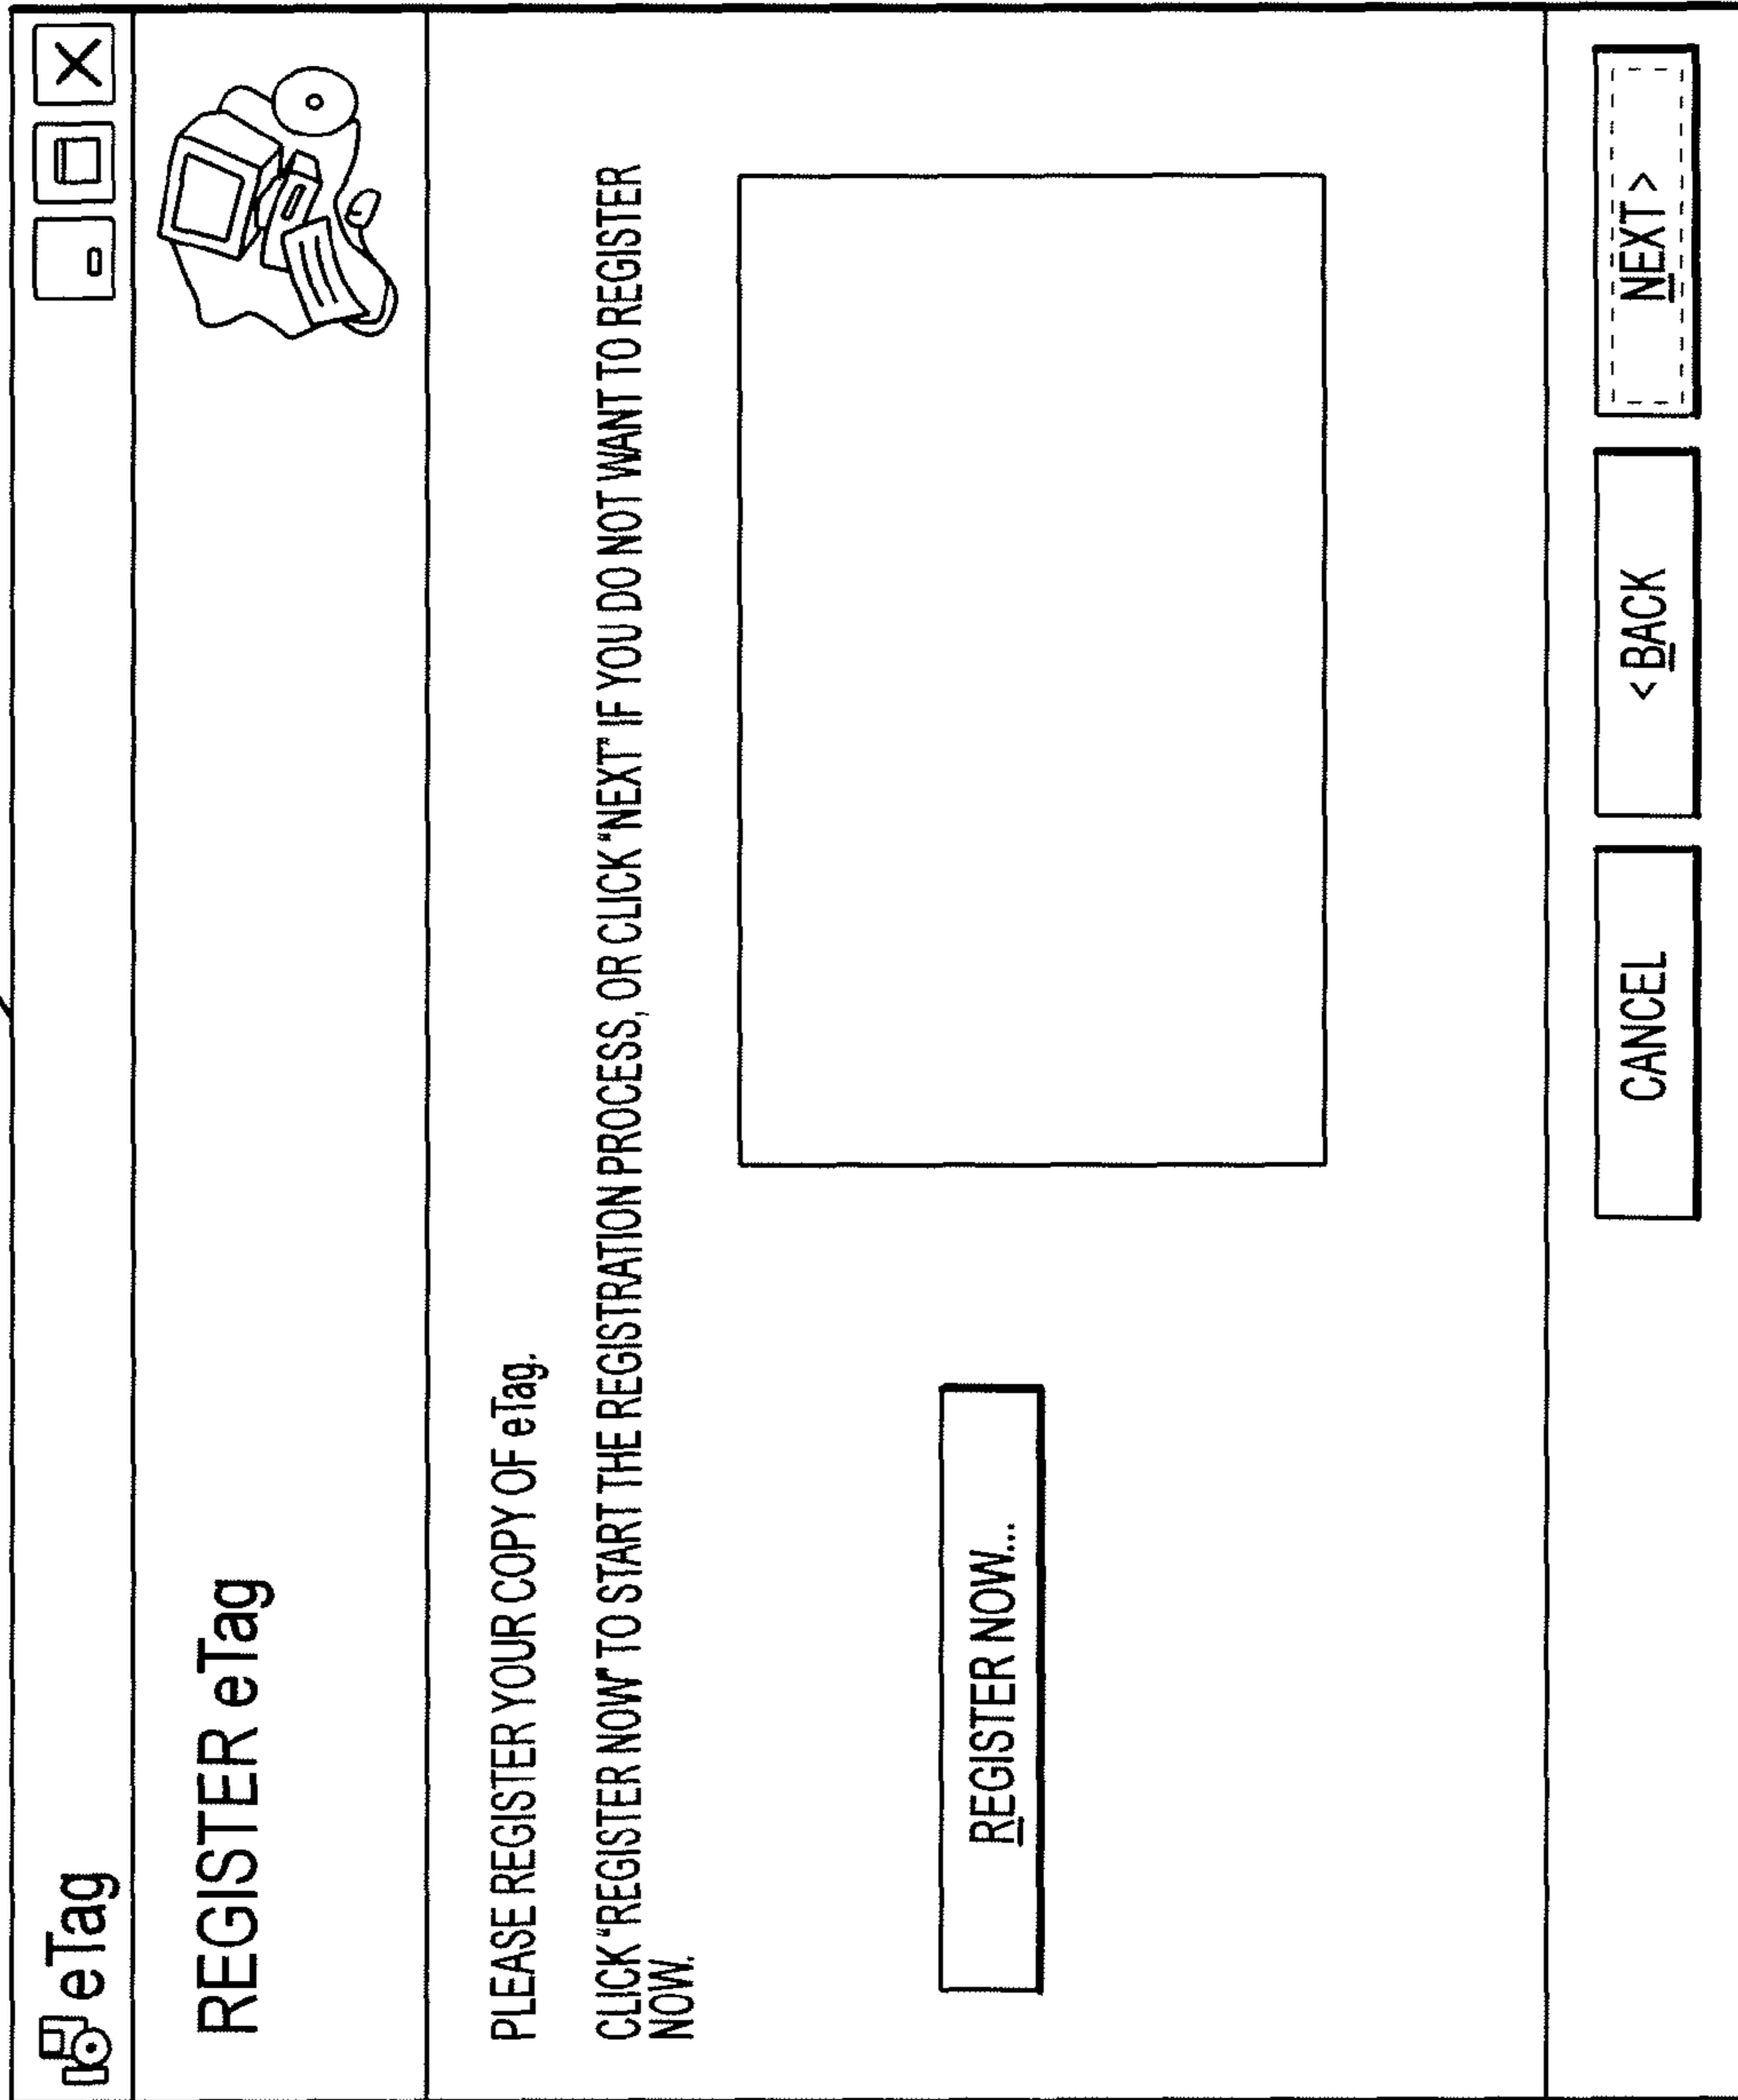 eTag
REGISTER eTag
PLEASE REGISTER YOUR COPY OF eTag.
CLICK "REGISTER NOW" TO START THE REGISTRATION PROCESS, OR CLICK "NEXT" IF YOU DO NOT WANT TO REGISTER
NOW.
REGISTER NOW...
CANCEL
< BACK
NEXT >